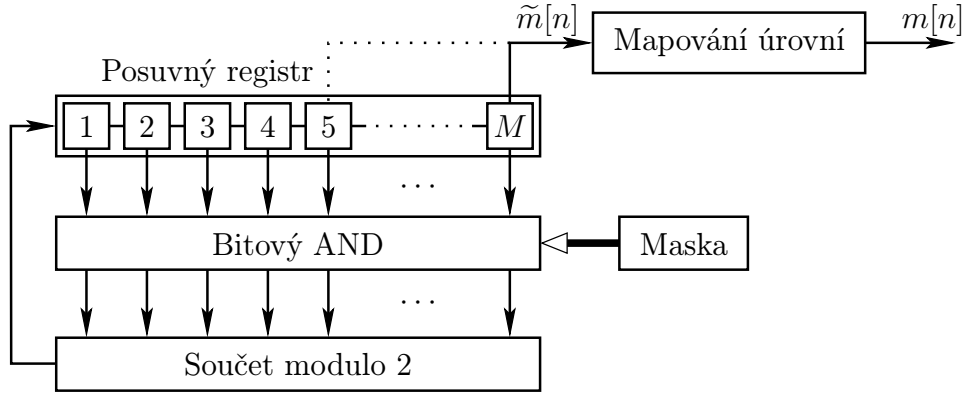 m̃[n]
m[n]
Mapování úrovní
Posuvný registr
1 2 3 4 5 M
...
Bitový AND
Maska
...
Součet modulo 2